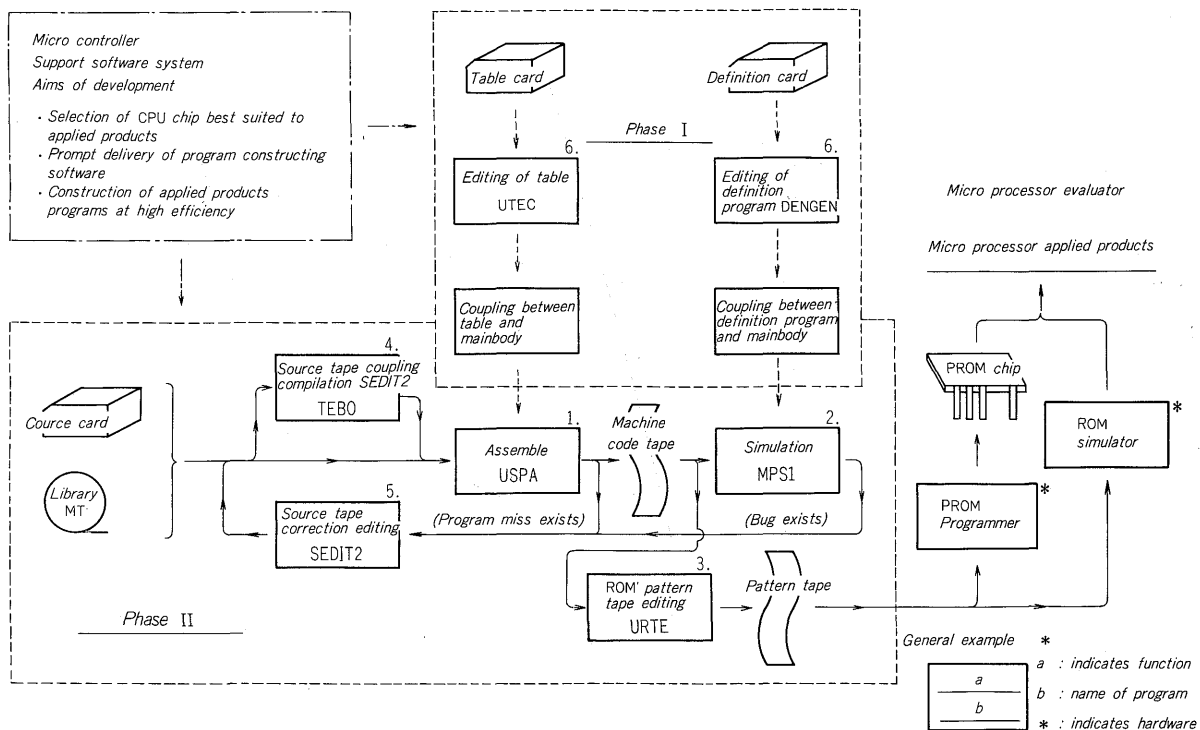 Micro controller
Support software system
Aims of development
· Selection of CPU chip best suited to
applied products
· Prompt delivery of program constructing
software
· Construction of applied products
programs at high efficiency
Table card
Definition card
Phase I
6.
Editing of table
UTEC
6.
Editing of
definition
program DENGEN
Coupling between
table and
mainbody
Coupling between
definition program
and mainbody
Micro processor evaluator
Micro processor applied products
Cource card
Library
MT
4.
Source tape coupling
compilation SEDIT2
TEBO
5.
Source tape
correction editing
SEDIT2
1.
Assemble
USPA
Machine
code tape
2.
Simulation
MPS1
(Program miss exists)
(Bug exists)
3.
ROM' pattern
tape editing
URTE
Pattern
tape
Phase II
PROM chip
*
PROM
Programmer
*
ROM
simulator
General example *
a
b
a : indicates function
b : name of program
* : indicates hardware